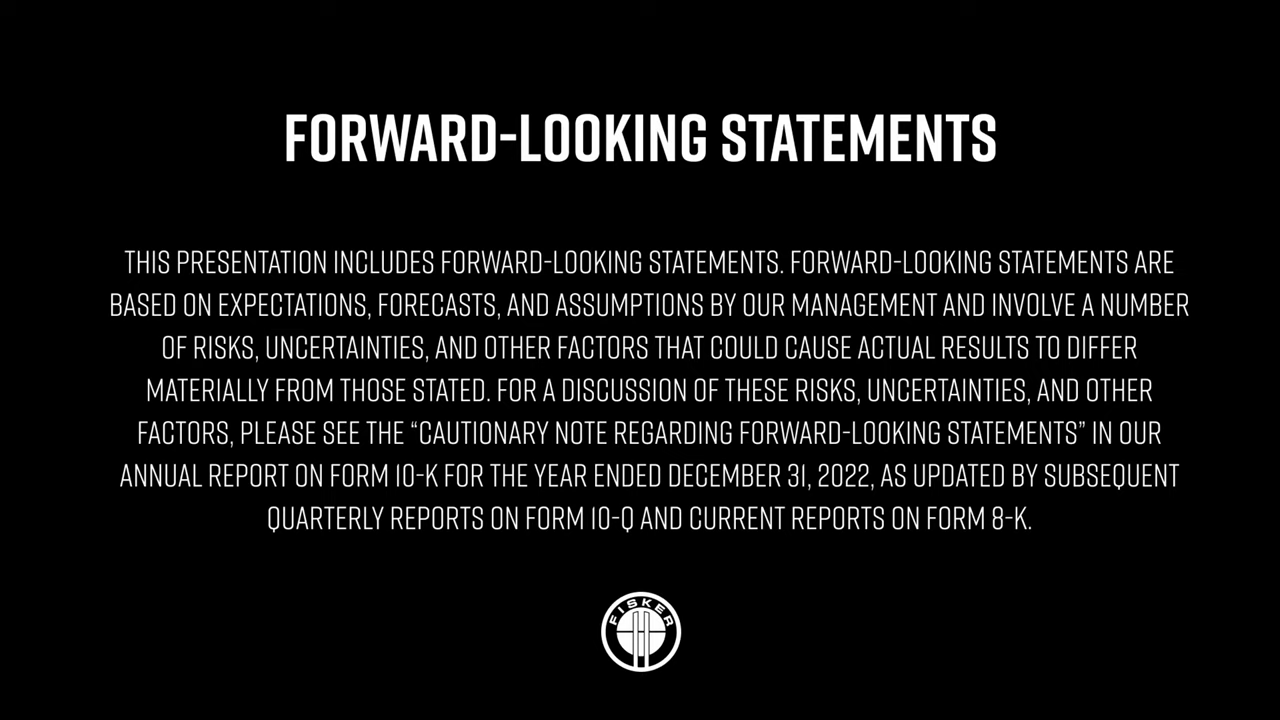 FORWARD-LOOKING STATEMENTS
THIS PRESENTATION INCLUDES FORWARD-LOOKING STATEMENTS. FORWARD-LOOKING STATEMENTS ARE
BASED ON EXPECTATIONS, FORECASTS, AND ASSUMPTIONS BY OUR MANAGEMENT AND INVOLVE A NUMBER
OF RISKS, UNCERTAINTIES, AND OTHER FACTORS THAT COULD CAUSE ACTUAL RESULTS TO DIFFER
MATERIALLY FROM THOSE STATED. FOR A DISCUSSION OF THESE RISKS, UNCERTAINTIES, AND OTHER
FACTORS, PLEASE SEE THE “CAUTIONARY NOTE REGARDING FORWARD-LOOKING STATEMENTS” IN OUR
ANNUAL REPORT ON FORM 10-K FOR THE YEAR ENDED DECEMBER 31, 2022, AS UPDATED BY SUBSEQUENT
QUARTERLY REPORTS ON FORM 10-Q AND CURRENT REPORTS ON FORM 8-K.
FISKER